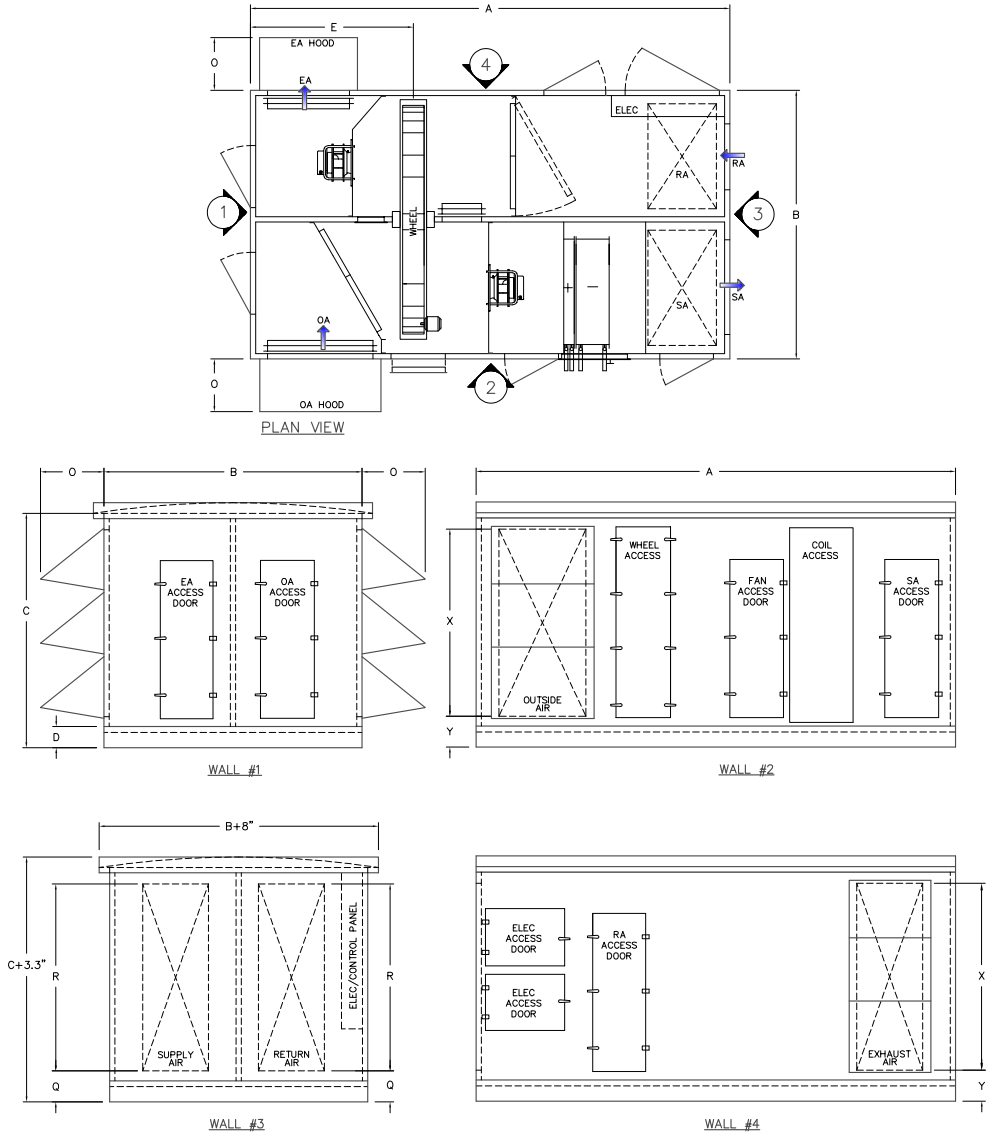 A
E
EA HOOD
O
EA
4
ELEC
RA
RA
1
WHEEL
3
B
OA
SA
SA
O
OA HOOD
2
PLAN VIEW
O
B
O
A
C
EA
ACCESS
DOOR
OA
ACCESS
DOOR
D
WALL #1
X
OUTSIDE
AIR
Y
WHEEL
ACCESS
FAN
ACCESS
DOOR
COIL
ACCESS
SA
ACCESS
DOOR
WALL #2
B+8"
C+3.3"
R
SUPPLY
AIR
RETURN
AIR
ELEC/CONTROL PANEL
R
Q
Q
WALL #3
ELEC
ACCESS
DOOR
ELEC
ACCESS
DOOR
RA
ACCESS
DOOR
EXHAUST
AIR
X
Y
WALL #4